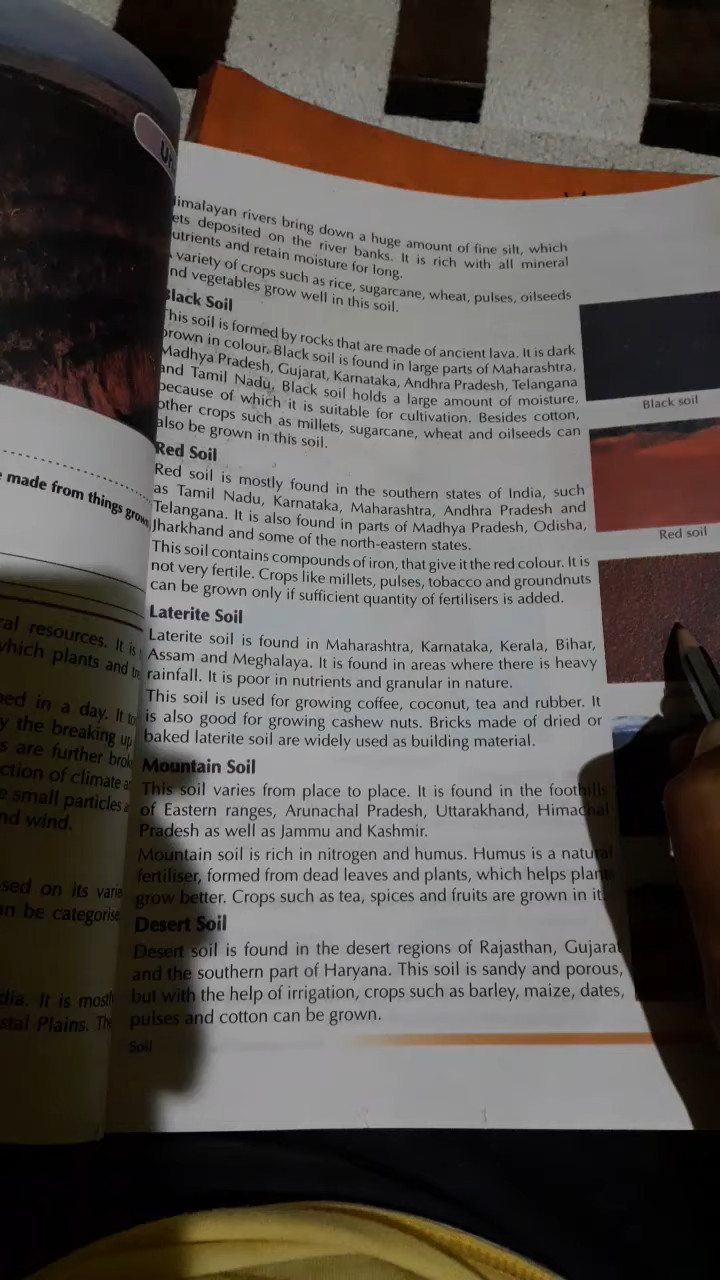 made from things grown
ral resources. It is
which plants and
ned in a day. It
y the breaking up
s are further
ction of climate
e small particles
nd wind.
sed on its
an be categorise
dia. It is mostl
stal Plains. The
imalayan rivers bring down a huge amount of fine silt, which
ets deposited on the river banks. It is rich with all mineral
utrients and retain moisture for long.
variety of crops such as rice, sugarcane, wheat, pulses, oilseeds
nd vegetables grow well in this soil.
Black Soil
This soil is formed by rocks that are made of ancient lava. It is dark
brown in colour. Black soil is found in large parts of Maharashtra,
Madhya Pradesh, Gujarat, Karnataka, Andhra Pradesh, Telangana
and Tamil Nadu, Black soil holds a large amount of moisture,
because of which it is suitable for cultivation. Besides cotton,
other crops such as millets, sugarcane, wheat and oilseeds can
also be grown in this soil.
Black soil
Red Soil
Red soil is mostly found in the southern states of India, such
as Tamil Nadu, Karnataka, Maharashtra, Andhra Pradesh and
Telangana. It is also found in parts of Madhya Pradesh, Odisha,
Jharkhand and some of the north-eastern states.
This soil contains compounds of iron, that give it the red colour. It is
not very fertile. Crops like millets, pulses, tobacco and groundnuts
can be grown only if sufficient quantity of fertilisers is added.
Red soil
Laterite Soil
Laterite soil is found in Maharashtra, Karnataka, Kerala, Bihar,
Assam and Meghalaya. It is found in areas where there is heavy
rainfall. It is poor in nutrients and granular in nature.
This soil is used for growing coffee, coconut, tea and rubber. It
is also good for growing cashew nuts. Bricks made of dried or
baked laterite soil are widely used as building material.
Mountain Soil
This soil varies from place to place. It is found in the foothills
of Eastern ranges, Arunachal Pradesh, Uttarakhand, Himachal
Pradesh as well as Jammu and Kashmir.
Mountain soil is rich in nitrogen and humus. Humus is a natural
fertiliser, formed from dead leaves and plants, which helps plant
grow better. Crops such as tea, spices and fruits are grown in it.
Desert Soil
Desert soil is found in the desert regions of Rajasthan, Gujarat
and the southern part of Haryana. This soil is sandy and porous,
but with the help of irrigation, crops such as barley, maize, dates,
pulses and cotton can be grown.
Soil